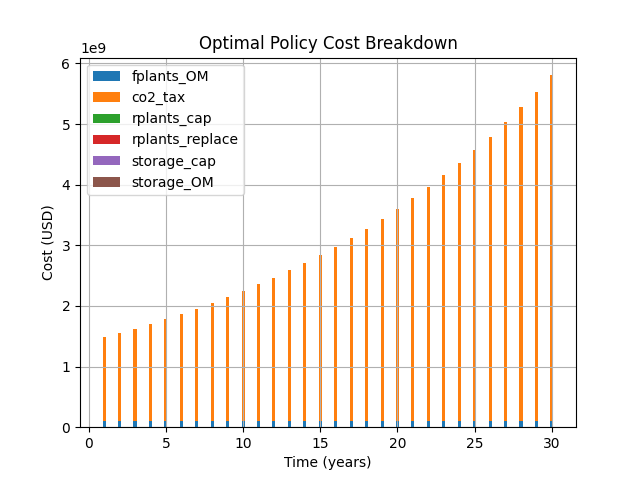 Optimal Policy Cost Breakdown
1e9
6
5
4
3
2
1
0
Cost (USD)
fplants_OM
co2_tax
rplants_cap
rplants_replace
storage_cap
storage_OM
0 5 10 15 20 25 30
Time (years)